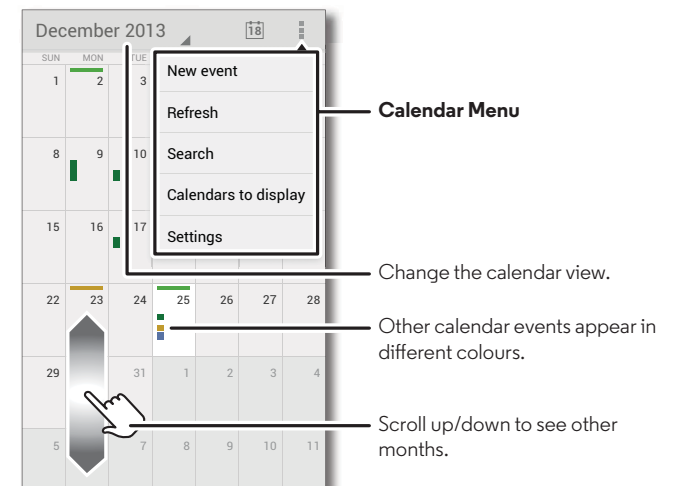 December 2013 18
SUN MON TUE
1 2 3
New event
Refresh
Search
Calendars to display
Settings
8 9 10
15 16 17
22 23 24 25 26 27 28
29 31 1 2 3 4
5 7 8 9 10 11
Calendar Menu
Change the calendar view.
Other calendar events appear in
different colours.
Scroll up/down to see other
months.